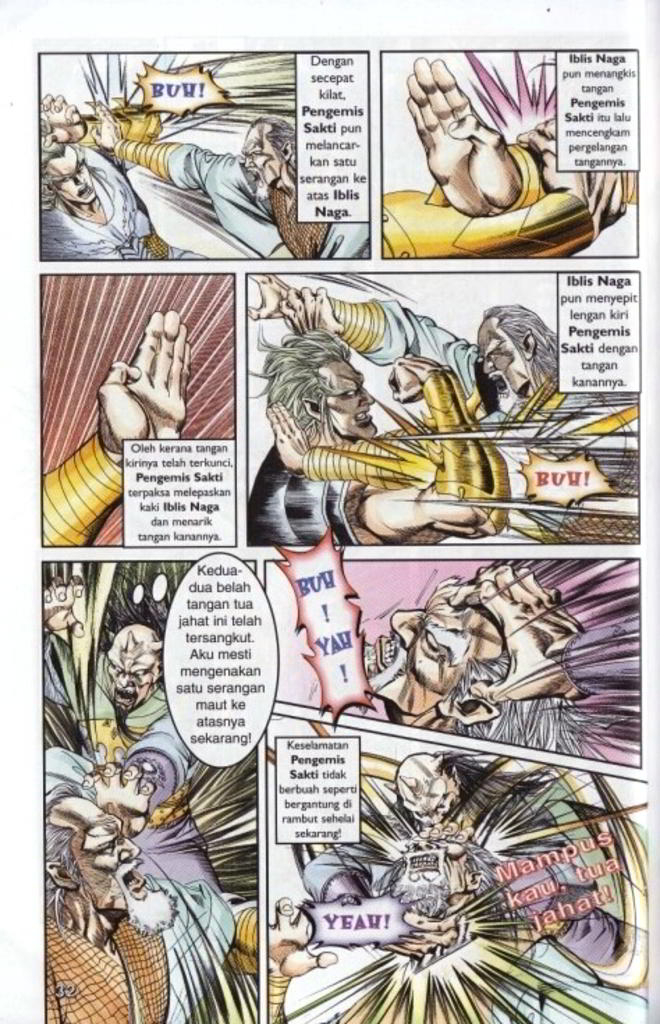 BUH!
Dengan
secepat
kilat,
Pengemis
Sakti pun
melancar-
kan satu
serangan ke
atas Iblis
Naga.
Iblis Naga
pun menangkis
tangan
Pengemis
Sakti itu lalu
mencengkam
pergelangan
tangannya.
Oleh kerana tangan
kirinya telah terkunci,
Pengemis Sakti
terpaksa melepaskan
kaki Iblis Naga
dan menarik
tangan kanannya.
Iblis Naga
pun menyepit
lengan kiri
Pengemis
Sakti dengan
tangan
kanannya.
BUH!
Kedua-
dua belah
tangan tua
jahat ini telah
tersangkut.
Aku mesti
mengenakan
satu serangan
maut ke
atasnya
sekarang!
BUH
!
YAH
!
Keselamatan
Pengemis
Sakti tidak
berbuah seperti
bergantung di
rambut sehelai
sekarang!
YEAH!
Mampus
kau, tua
jahat!
32